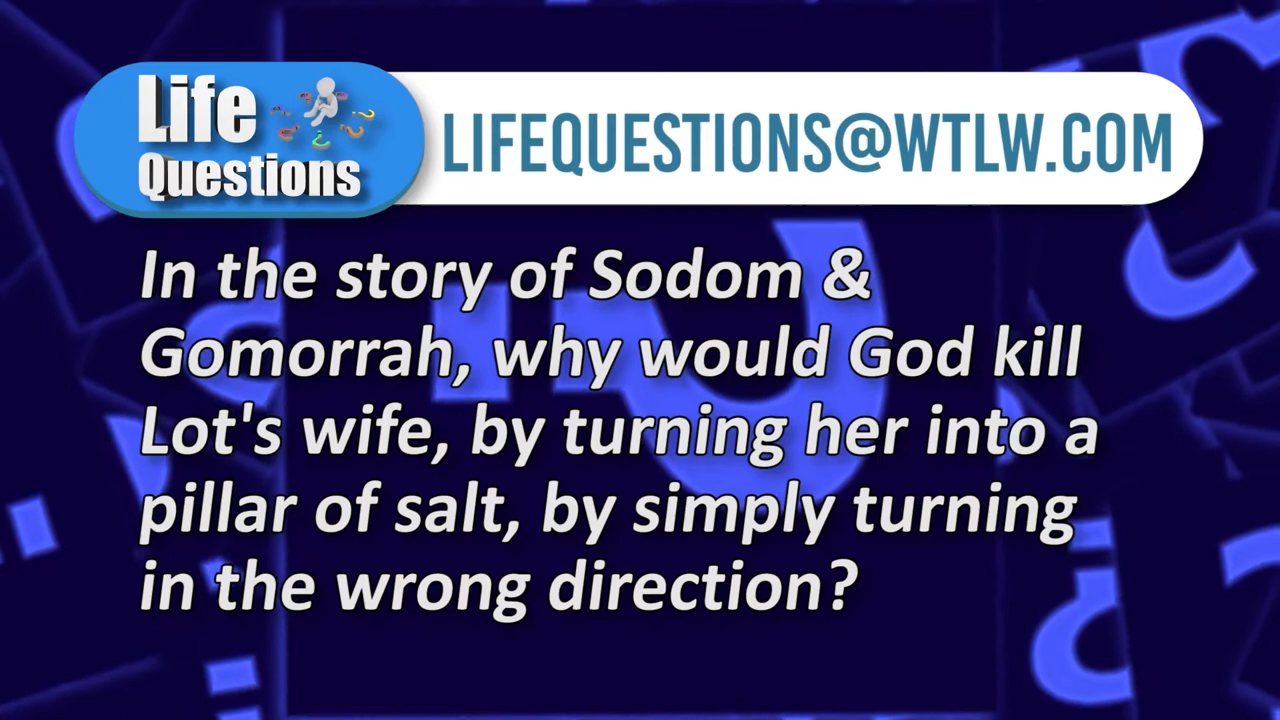 Life
Questions
LIFEQUESTIONS@WTLW.COM
In the story of Sodom &
Gomorrah, why would God kill
Lot's wife, by turning her into a
pillar of salt, by simply turning
in the wrong direction?